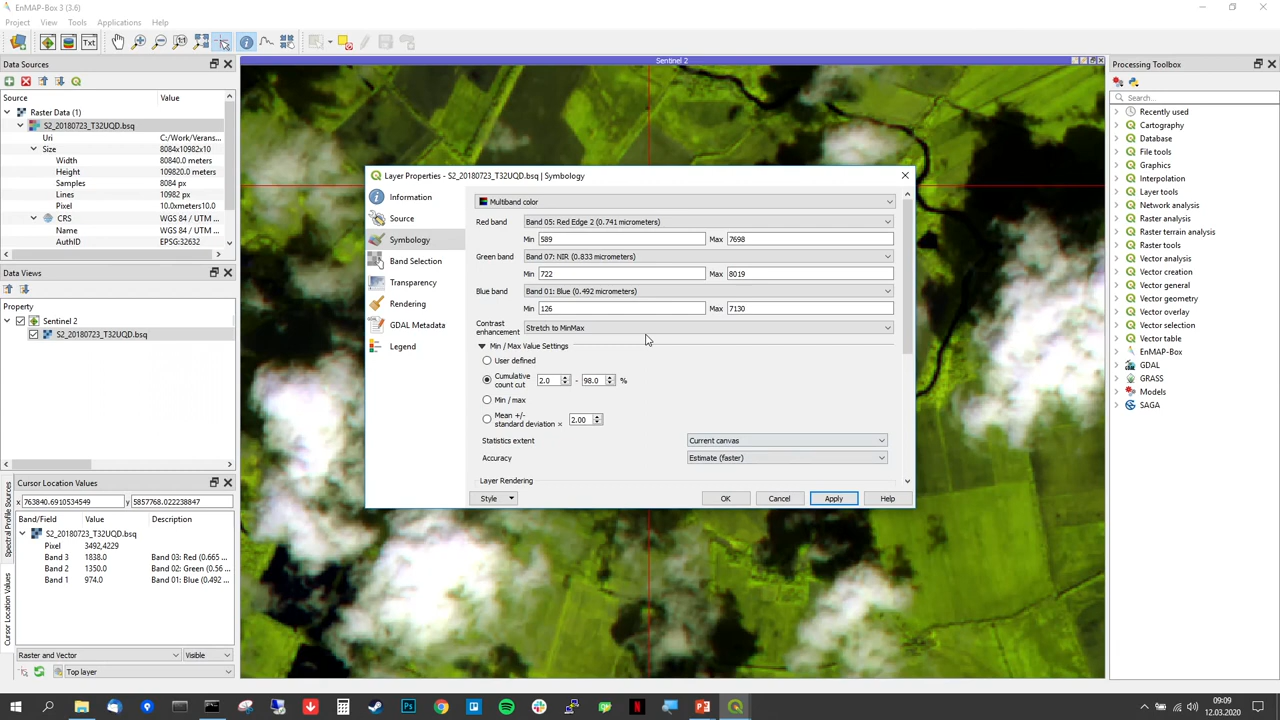 EnMAP-Box 3 (3.6)
Project View Tools Applications Help
Data Sources
Source Value
Raster Data (1)
S2_20180723_T32UQD.bsq
Uri C:/Work/Verans...
Size 8084x10982x10
Width 80840.0 meters
Height 109820.0 meters
Samples 8084 px
Lines 10982 px
Pixel 10.0xmeters10.0
CRS WGS 84 / UTM ...
Name WGS 84 / UTM ...
AuthID EPSG:32632
Data Views
Property
Sentinel 2
S2_20180723_T32UQD.bsq
Cursor Location Values
x 763840.6910534549 y 5857768.022238847
Band/Field Value Description
S2_20180723_T32UQD.bsq
Pixel 3492,4229
Band 3 1838.0 Band 03: Red (0.665 ...
Band 2 1350.0 Band 02: Green (0.56 ...
Band 1 974.0 Band 01: Blue (0.492 ...
Spectral Profile Sources
Cursor Location Values
Raster and Vector Visible
Top layer
Sentinel 2
Layer Properties - S2_20180723_T32UQD.bsq | Symbology
Information
Source
Symbology
Band Selection
Transparency
Rendering
GDAL Metadata
Legend
Multiband color
Red band Band 05: Red Edge 2 (0.741 micrometers)
Min 589 Max 7698
Green band Band 07: NIR (0.833 micrometers)
Min 722 Max 8019
Blue band Band 01: Blue (0.492 micrometers)
Min 126 Max 7130
Contrast enhancement Stretch to MinMax
Min / Max Value Settings
User defined
Cumulative count cut 2.0 - 98.0 %
Min / max
Mean +/- standard deviation × 2.00
Statistics extent Current canvas
Accuracy Estimate (faster)
Layer Rendering
Style OK Cancel Apply Help
Processing Toolbox
Search...
Recently used
Cartography
Database
File tools
Graphics
Interpolation
Layer tools
Network analysis
Raster analysis
Raster terrain analysis
Raster tools
Vector analysis
Vector creation
Vector general
Vector geometry
Vector overlay
Vector selection
Vector table
EnMAP-Box
GDAL
GRASS
Models
SAGA
09:09
12.03.2020